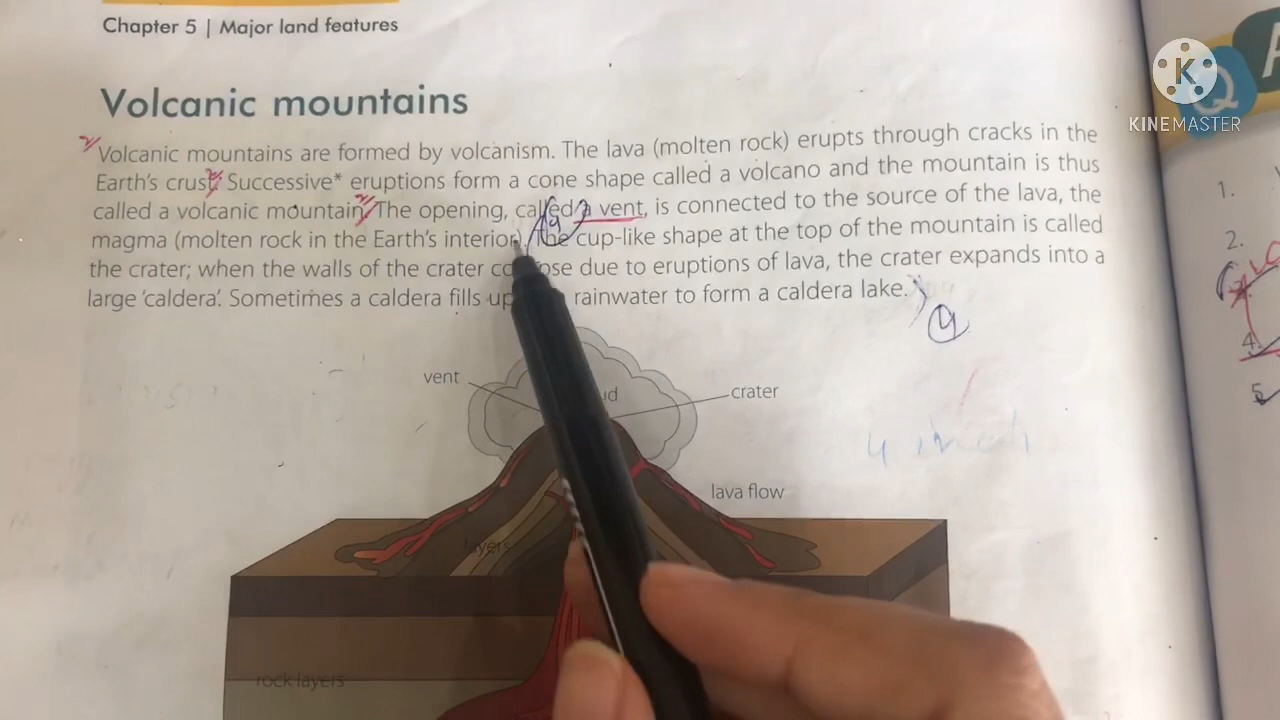 Chapter 5 | Major land features
Volcanic mountains
Volcanic mountains are formed by volcanism. The lava (molten rock) erupts through cracks in the
Earth's crust. Successive* eruptions form a cone shape called a volcano and the mountain is thus
called a volcanic mountain. The opening, called a vent, is connected to the source of the lava, the
magma (molten rock in the Earth's interior). The cup-like shape at the top of the mountain is called
the crater; when the walls of the crater due to eruptions of lava, the crater expands into a
large 'caldera'. Sometimes a caldera fills up rainwater to form a caldera lake.
vent
crater
lava flow
layers
rock layers
Q
1.
2.
4.
5
K
KINEMASTER